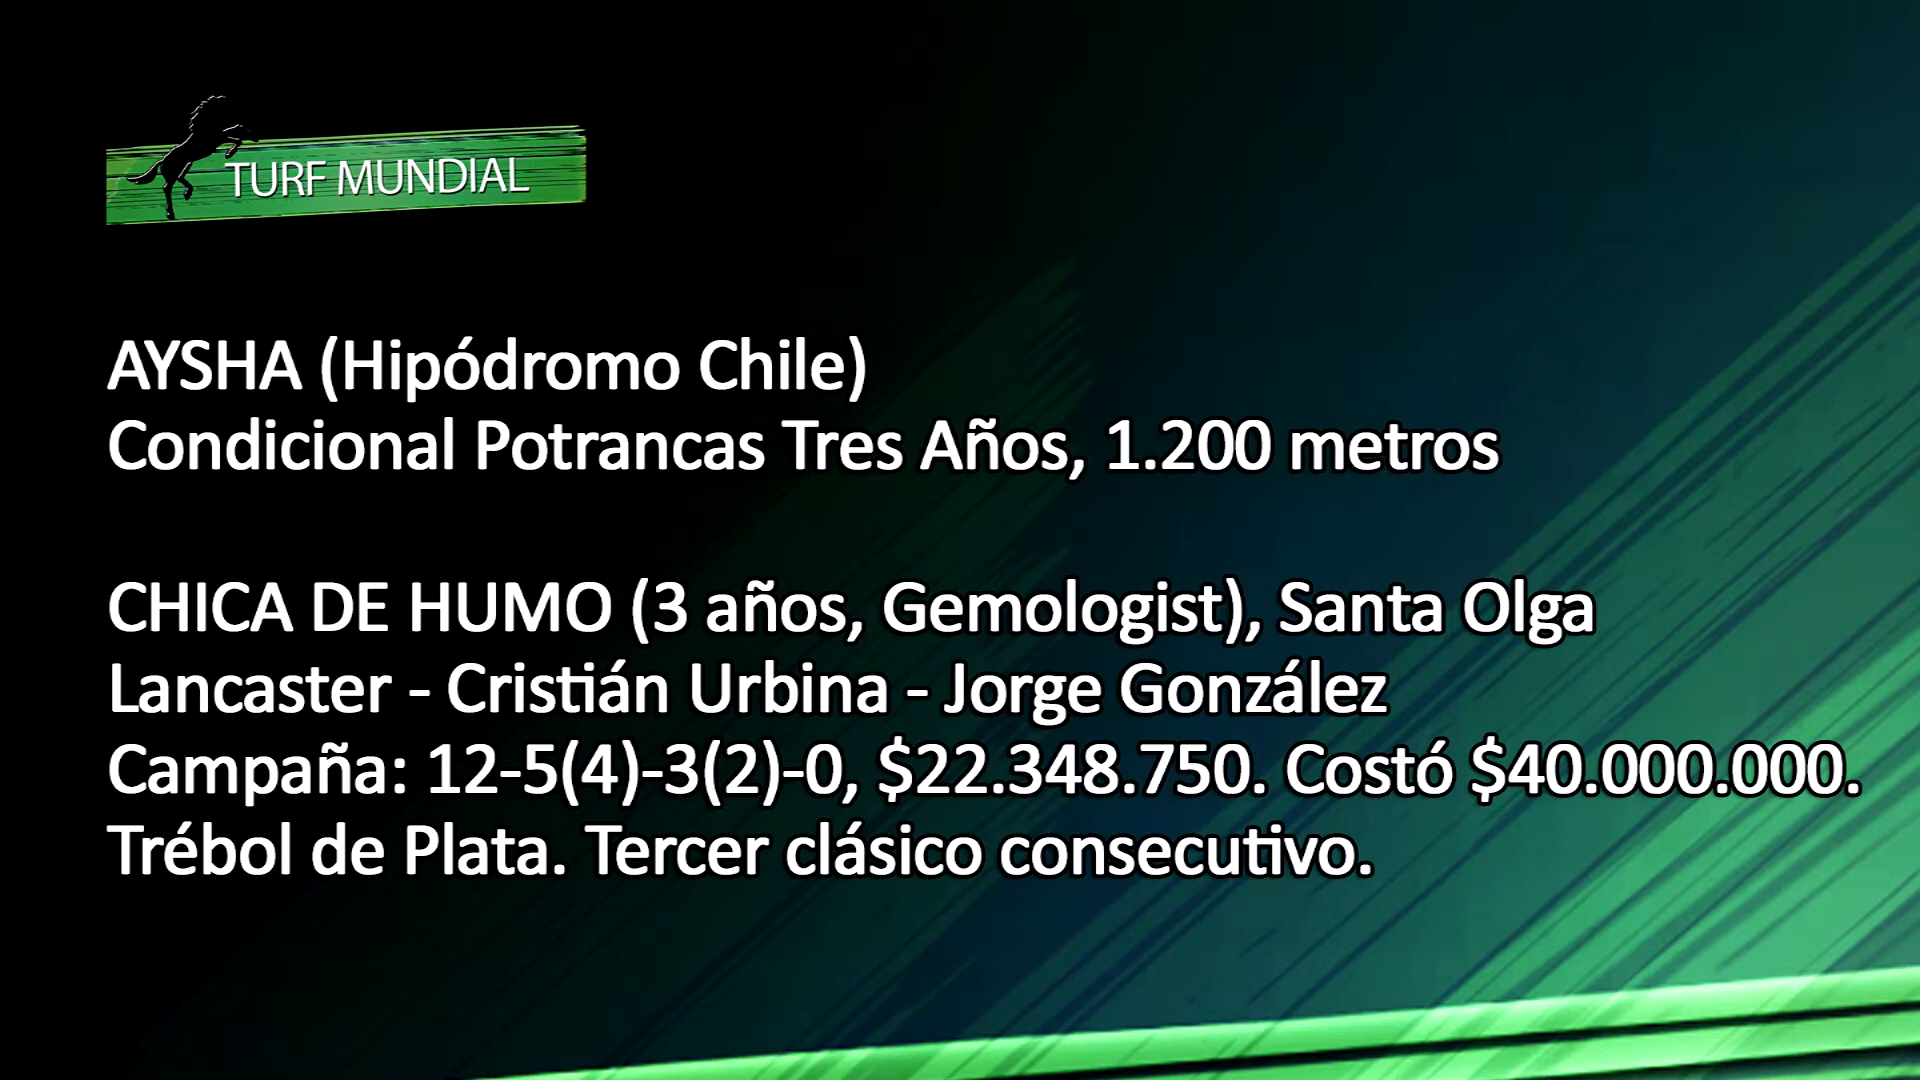 TURF MUNDIAL
AYSHA (Hipódromo Chile)
Condicional Potrancas Tres Años, 1.200 metros
CHICA DE HUMO (3 años, Gemologist), Santa Olga
Lancaster - Cristián Urbina - Jorge González
Campaña: 12-5(4)-3(2)-0, $22.348.750. Costó $40.000.000.
Trébol de Plata. Tercer clásico consecutivo.